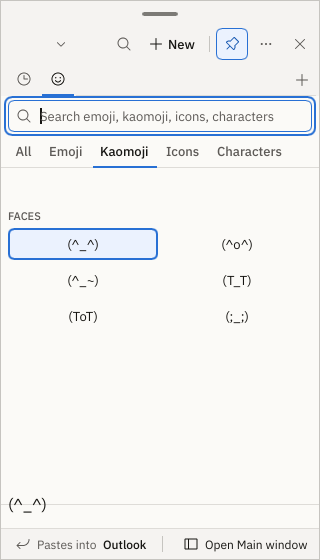 New
Search emoji, kaomoji, icons, characters
All Emoji Kaomoji Icons Characters
FACES
(^_^) (^o^)
(^_~) (T_T)
(ToT) (;_;)
(^_^)
Pastes into Outlook Open Main window